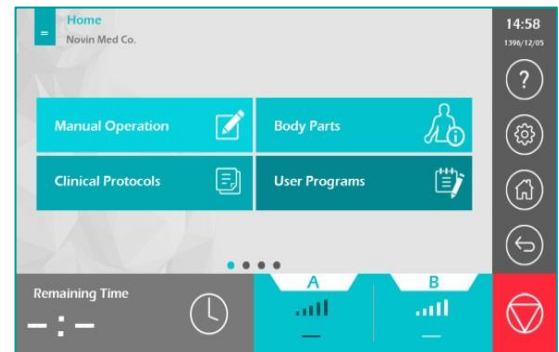 Home
Novin Med Co.
14:58
1396/12/05
?
Manual Operation
Body Parts
Clinical Protocols
User Programs
Remaining Time
– : –
A
B